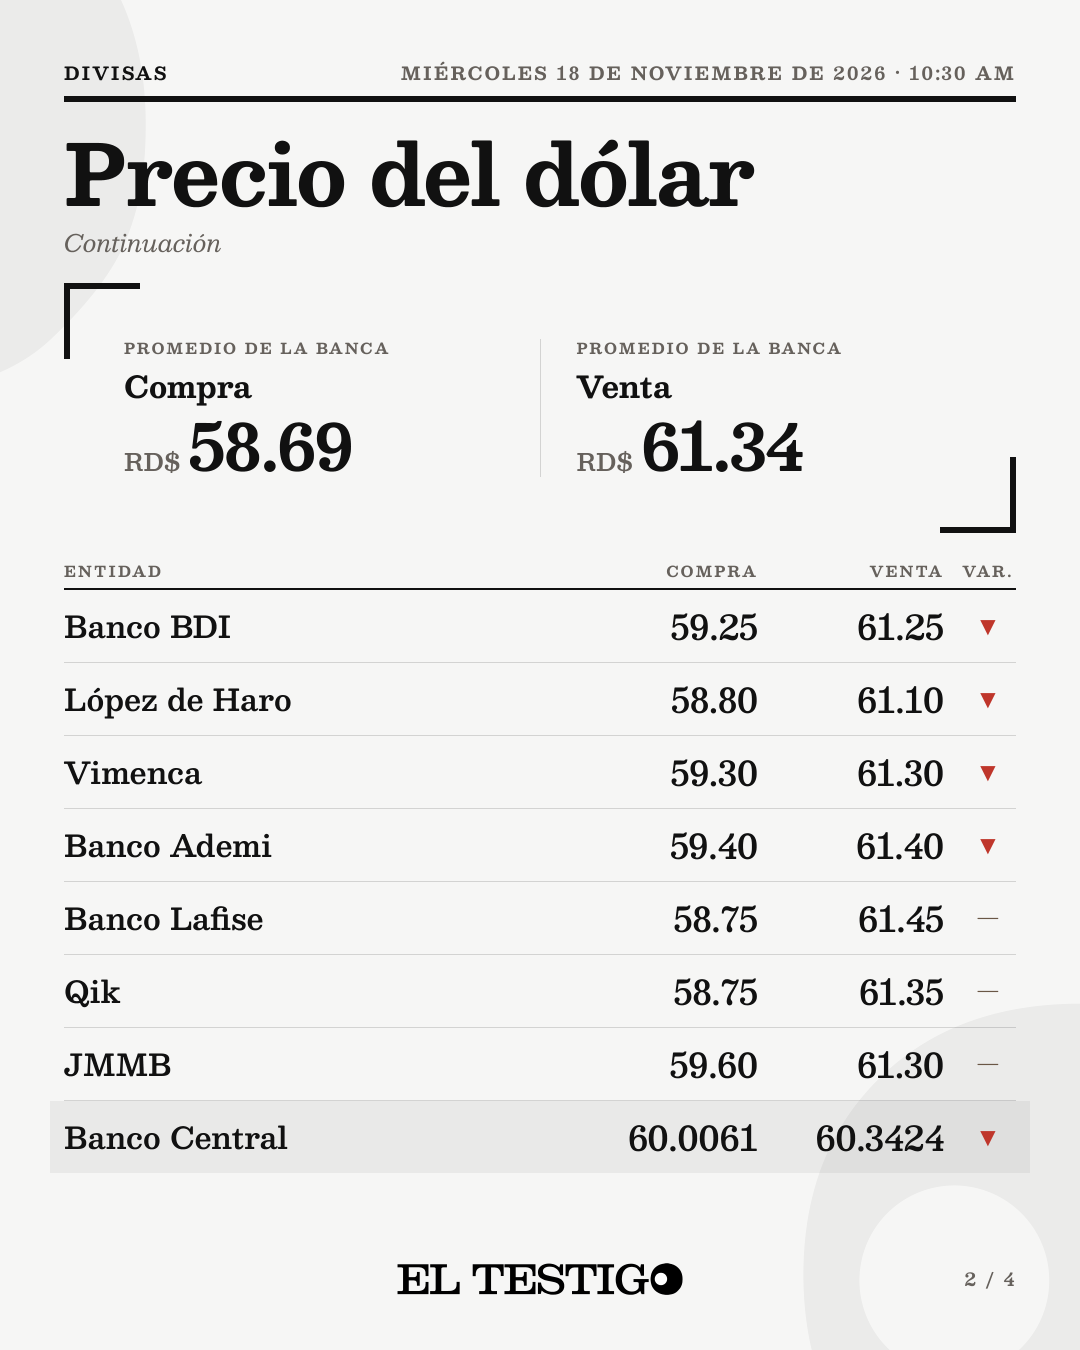 DIVISAS MIÉRCOLES 18 DE NOVIEMBRE DE 2026 · 10:30 AM
Precio del dólar
Continuación
PROMEDIO DE LA BANCA
Compra
RD$ 58.69
PROMEDIO DE LA BANCA
Venta
RD$ 61.34
ENTIDAD COMPRA VENTA VAR.
Banco BDI 59.25 61.25 ▼
López de Haro 58.80 61.10 ▼
Vimenca 59.30 61.30 ▼
Banco Ademi 59.40 61.40 ▼
Banco Lafise 58.75 61.45 —
Qik 58.75 61.35 —
JMMB 59.60 61.30 —
Banco Central 60.0061 60.3424 ▼
EL TESTIGO
2 / 4